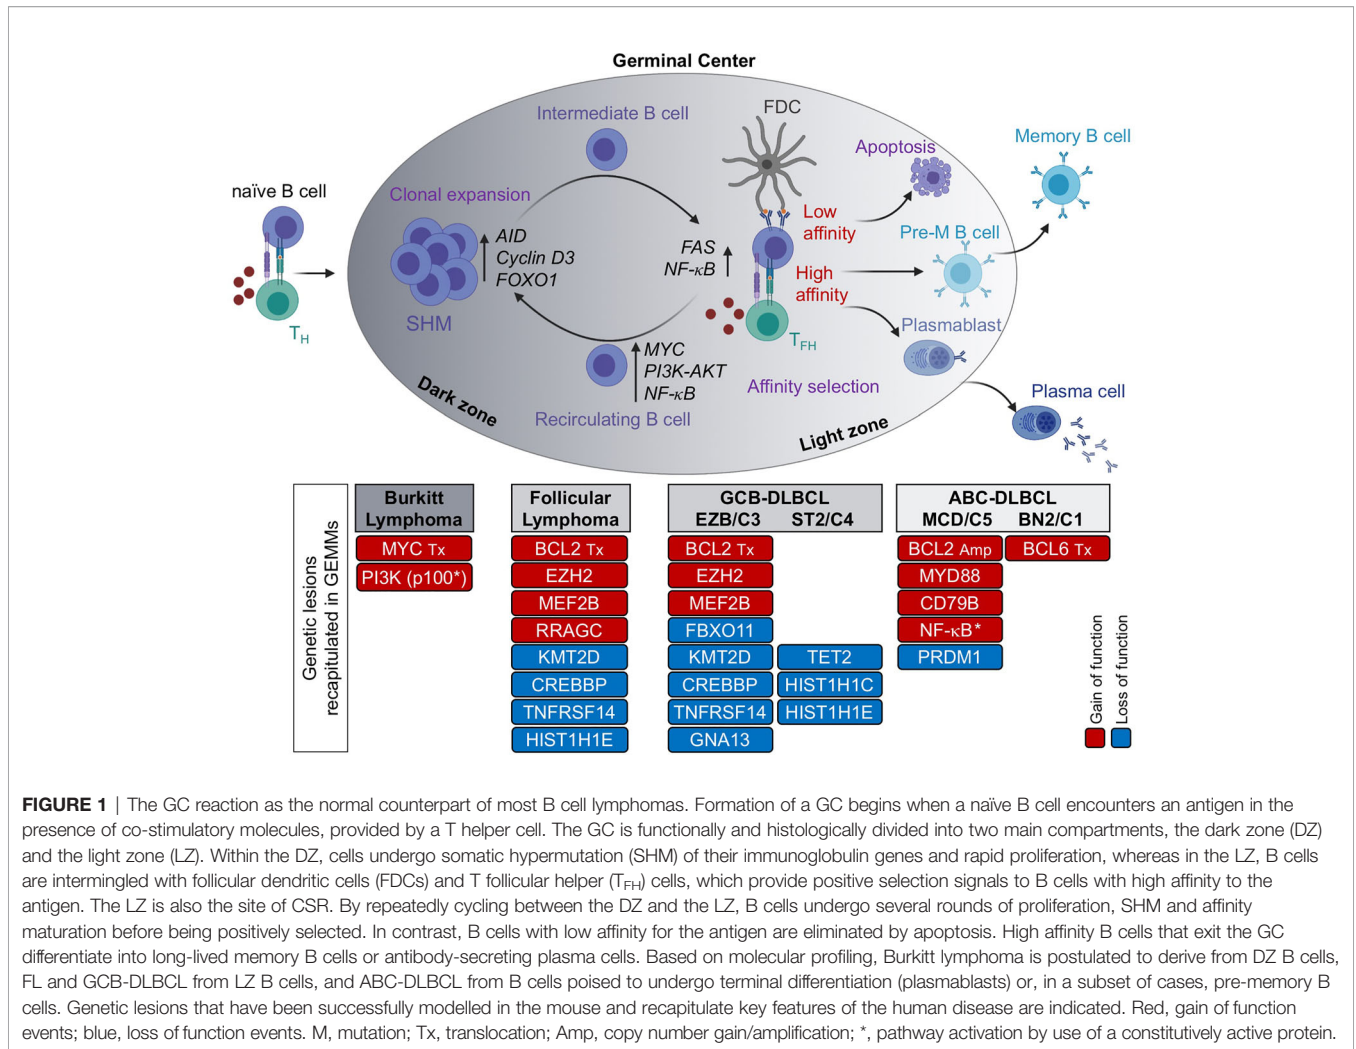 Germinal Center
Intermediate B cell
FDC
Apoptosis
Memory B cell
naïve B cell
Clonal expansion
Low
affinity
Pre-M B cell
AID
Cyclin D3
FOXO1
FAS
NF-κB
High
affinity
SHM
TH
TFH
Plasmablast
MYC
PI3K-AKT
NF-κB
Affinity selection
Plasma cell
Dark zone
Recirculating B cell
Light zone
Genetic lesions
recapitulated in GEMMs
Burkitt
Lymphoma
MYC Tx
PI3K (p100*)
Follicular
Lymphoma
BCL2 Tx
EZH2
MEF2B
RRAGC
KMT2D
CREBBP
TNFRSF14
HIST1H1E
GCB-DLBCL
EZB/C3 ST2/C4
BCL2 Tx
EZH2
MEF2B
FBXO11
KMT2D TET2
CREBBP HIST1H1C
TNFRSF14 HIST1H1E
GNA13
ABC-DLBCL
MCD/C5 BN2/C1
BCL2 Amp BCL6 Tx
MYD88
CD79B
NF-κB*
PRDM1
Gain of function
Loss of function
FIGURE 1 | The GC reaction as the normal counterpart of most B cell lymphomas. Formation of a GC begins when a naïve B cell encounters an antigen in the
presence of co-stimulatory molecules, provided by a T helper cell. The GC is functionally and histologically divided into two main compartments, the dark zone (DZ)
and the light zone (LZ). Within the DZ, cells undergo somatic hypermutation (SHM) of their immunoglobulin genes and rapid proliferation, whereas in the LZ, B cells
are intermingled with follicular dendritic cells (FDCs) and T follicular helper (TFH) cells, which provide positive selection signals to B cells with high affinity to the
antigen. The LZ is also the site of CSR. By repeatedly cycling between the DZ and the LZ, B cells undergo several rounds of proliferation, SHM and affinity
maturation before being positively selected. In contrast, B cells with low affinity for the antigen are eliminated by apoptosis. High affinity B cells that exit the GC
differentiate into long-lived memory B cells or antibody-secreting plasma cells. Based on molecular profiling, Burkitt lymphoma is postulated to derive from DZ B cells,
FL and GCB-DLBCL from LZ B cells, and ABC-DLBCL from B cells poised to undergo terminal differentiation (plasmablasts) or, in a subset of cases, pre-memory B
cells. Genetic lesions that have been successfully modelled in the mouse and recapitulate key features of the human disease are indicated. Red, gain of function
events; blue, loss of function events. M, mutation; Tx, translocation; Amp, copy number gain/amplification; *, pathway activation by use of a constitutively active protein.